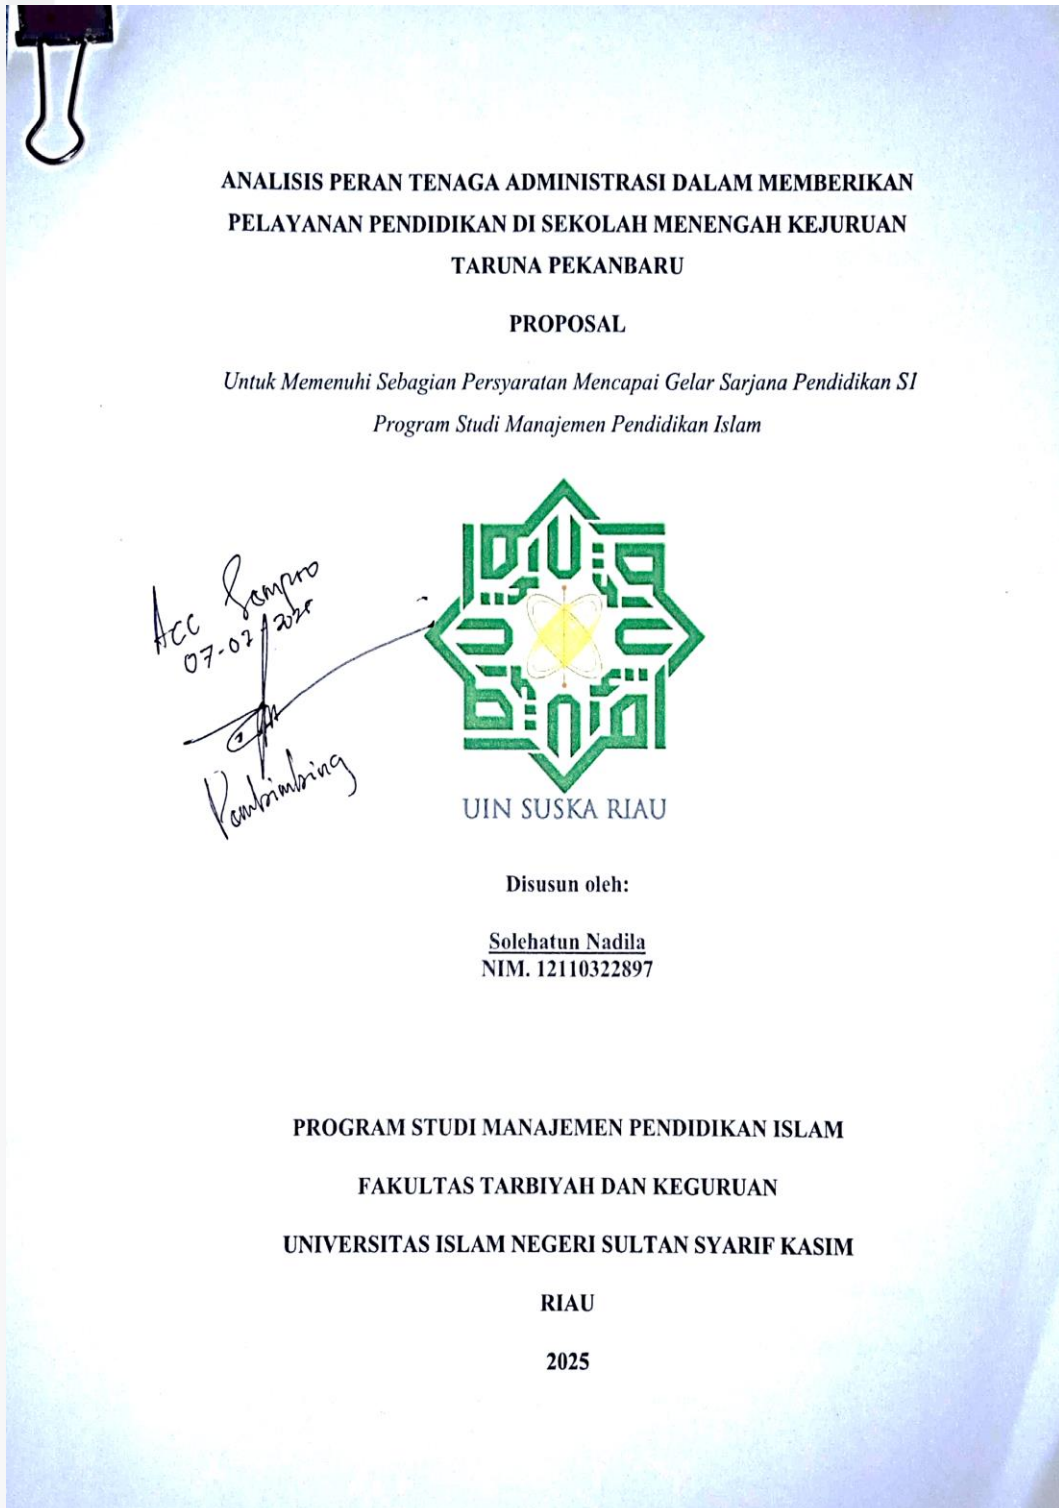 ANALISIS PERAN TENAGA ADMINISTRASI DALAM MEMBERIKAN
PELAYANAN PENDIDIKAN DI SEKOLAH MENENGAH KEJURUAN
TARUNA PEKANBARU
PROPOSAL
Untuk Memenuhi Sebagian Persyaratan Mencapai Gelar Sarjana Pendidikan S1
Program Studi Manajemen Pendidikan Islam
Acc Sempro
07-02 2025
Pembimbing
UIN SUSKA RIAU
Disusun oleh:
Solehatun Nadila
NIM. 12110322897
PROGRAM STUDI MANAJEMEN PENDIDIKAN ISLAM
FAKULTAS TARBIYAH DAN KEGURUAN
UNIVERSITAS ISLAM NEGERI SULTAN SYARIF KASIM
RIAU
2025